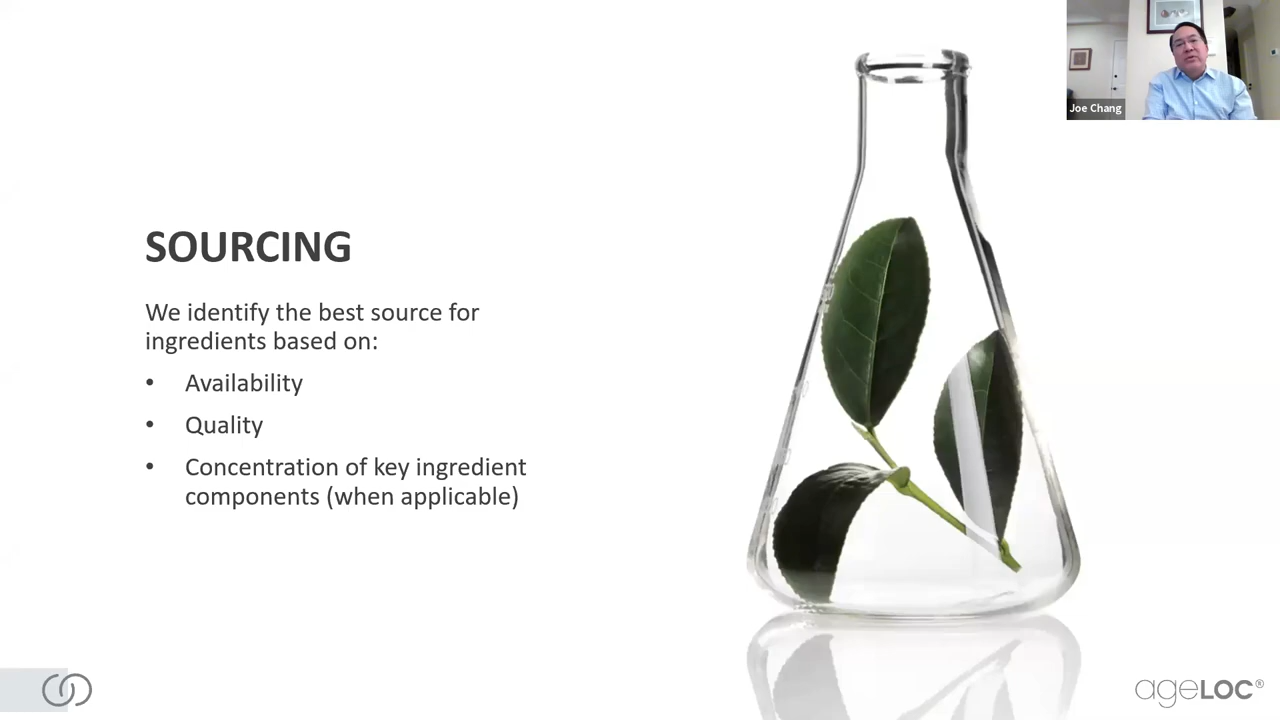 Joe Chang
SOURCING
We identify the best source for
ingredients based on:
• Availability
• Quality
• Concentration of key ingredient
components (when applicable)
ageLOC®